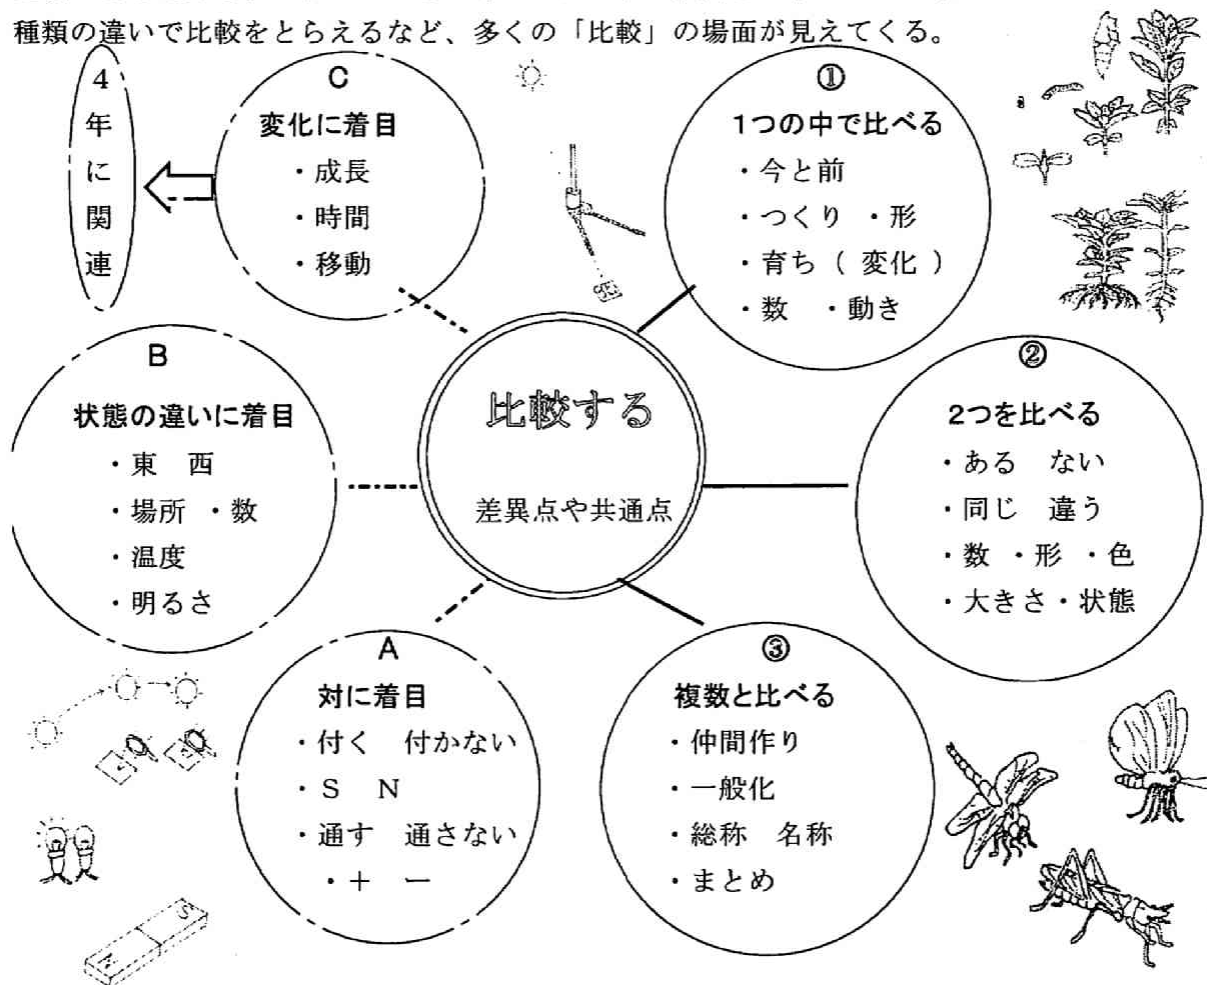 種類の違いで比較をとらえるなど、多くの「比較」の場面が見えてくる。
4年に関連
C
変化に着目
・成長
・時間
・移動
①
1つの中で比べる
・今と前
・つくり ・形
・育ち（ 変化 ）
・数 ・動き
B
状態の違いに着目
・東 西
・場所 ・数
・温度
・明るさ
比較する
差異点や共通点
②
2つを比べる
・ある ない
・同じ 違う
・数 ・形 ・色
・大きさ・状態
A
対に着目
・付く 付かない
・S N
・通す 通さない
・＋ －
③
複数と比べる
・仲間作り
・一般化
・総称 名称
・まとめ
S
N